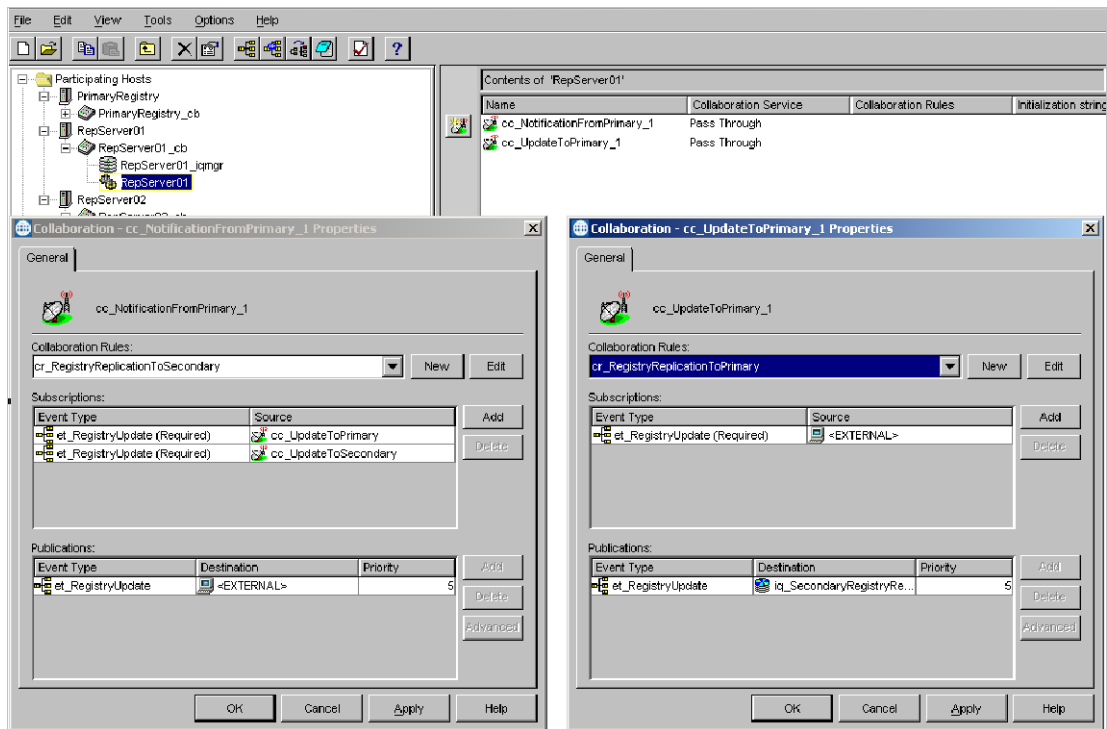 File Edit View Tools Options Help
Participating Hosts
PrimaryRegistry
PrimaryRegistry_cb
RepServer01
RepServer01_cb
RepServer01_iqmgr
RepServer01
RepServer02
Contents of 'RepServer01'
Name Collaboration Service Collaboration Rules Initialization string
cc_NotificationFromPrimary_1 Pass Through
cc_UpdateToPrimary_1 Pass Through
Collaboration - cc_NotificationFromPrimary_1 Properties
General
cc_NotificationFromPrimary_1
Collaboration Rules:
cr_RegistryReplicationToSecondary New Edit
Subscriptions:
Event Type Source Add
et_RegistryUpdate (Required) cc_UpdateToPrimary
Delete
et_RegistryUpdate (Required) cc_UpdateToSecondary
Publications:
Event Type Destination Priority Add
et_RegistryUpdate <EXTERNAL> 5
Delete
Advanced
OK Cancel Apply Help
Collaboration - cc_UpdateToPrimary_1 Properties
General
cc_UpdateToPrimary_1
Collaboration Rules:
cr_RegistryReplicationToPrimary New Edit
Subscriptions:
Event Type Source Add
et_RegistryUpdate (Required) <EXTERNAL>
Delete
Publications:
Event Type Destination Priority Add
et_RegistryUpdate iq_SecondaryRegistryRe... 5
Delete
Advanced
OK Cancel Apply Help